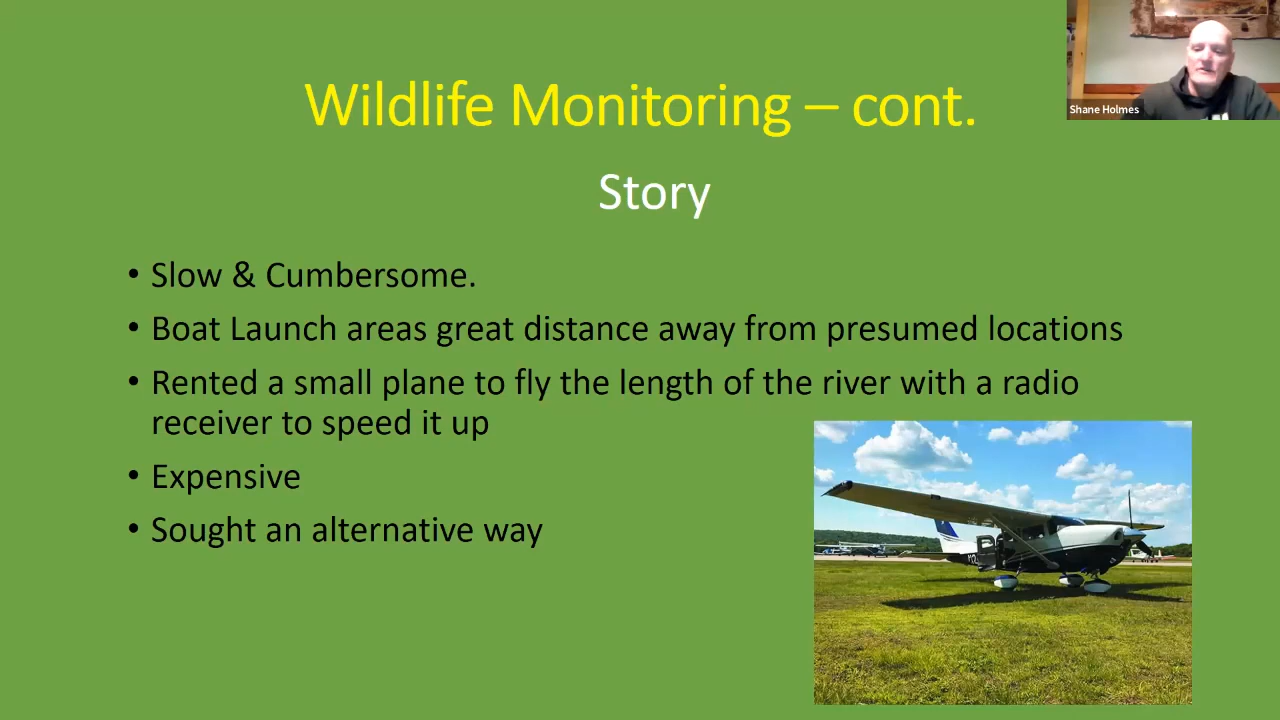 Shane Holmes
Wildlife Monitoring – cont.
Story
• Slow & Cumbersome.
• Boat Launch areas great distance away from presumed locations
• Rented a small plane to fly the length of the river with a radio
receiver to speed it up
• Expensive
• Sought an alternative way